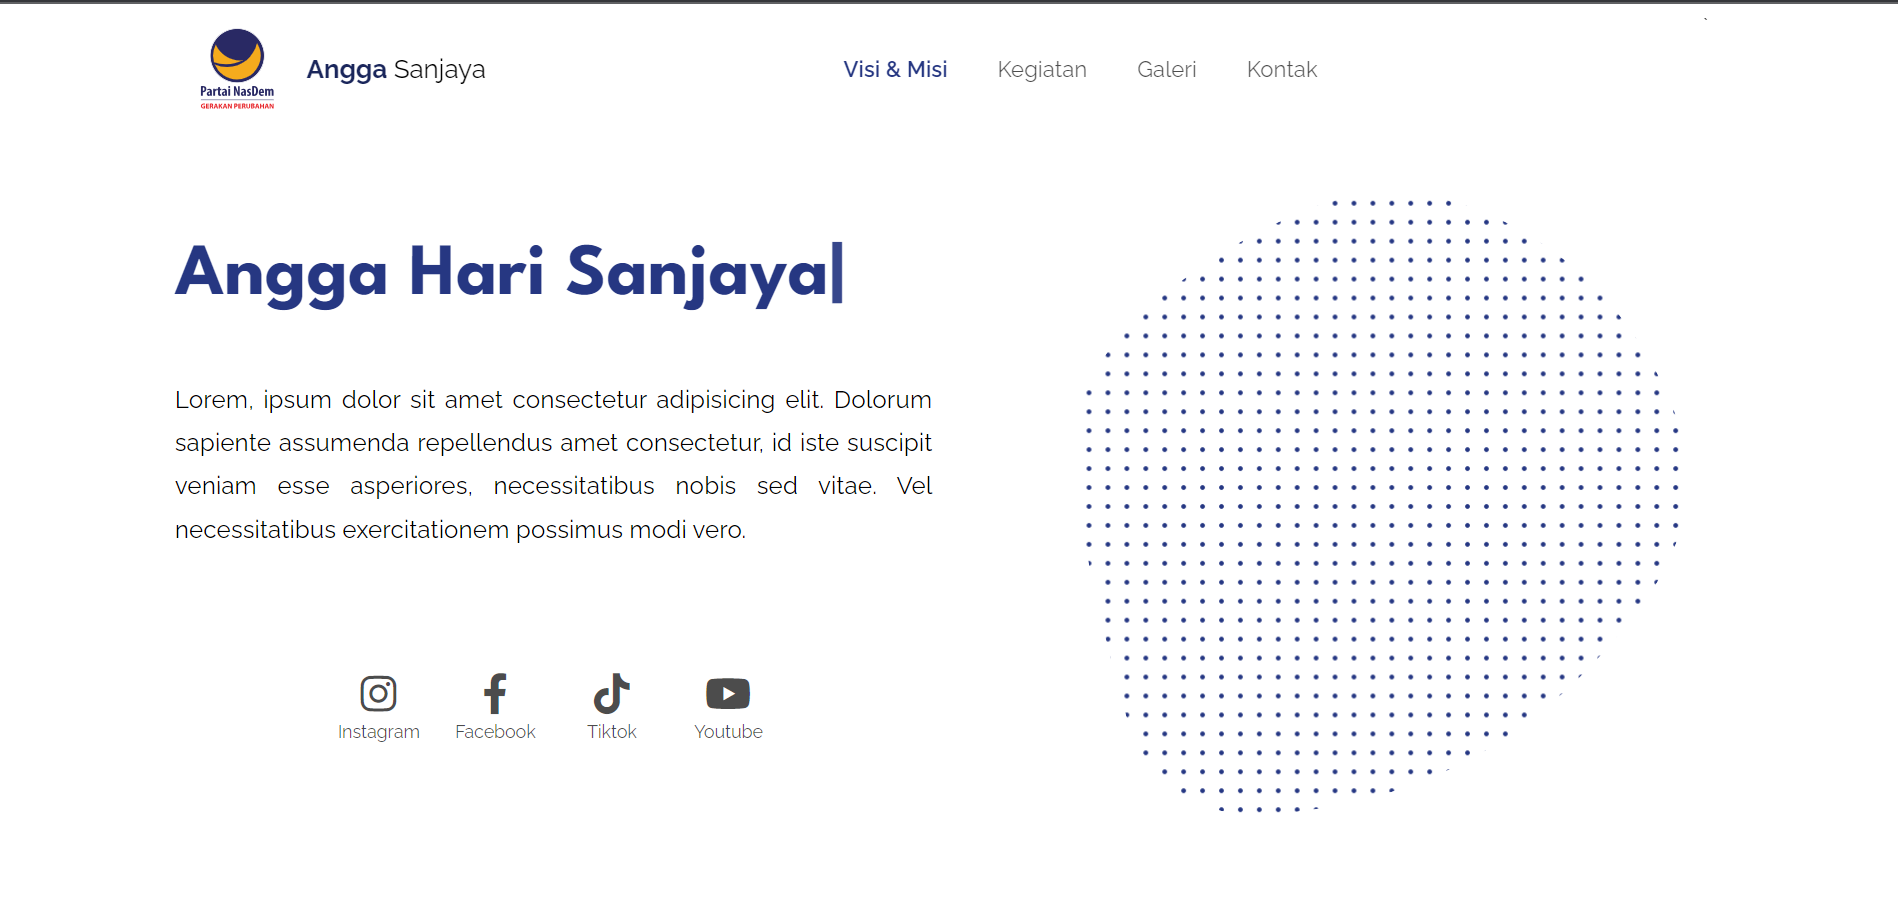 Partai NasDem
GERAKAN PERUBAHAN
Angga Sanjaya
Visi & Misi
Kegiatan
Galeri
Kontak
`
Angga Hari Sanjaya|
Lorem, ipsum dolor sit amet consectetur adipisicing elit. Dolorum
sapiente assumenda repellendus amet consectetur, id iste suscipit
veniam esse asperiores, necessitatibus nobis sed vitae. Vel
necessitatibus exercitationem possimus modi vero.
Instagram
Facebook
Tiktok
Youtube